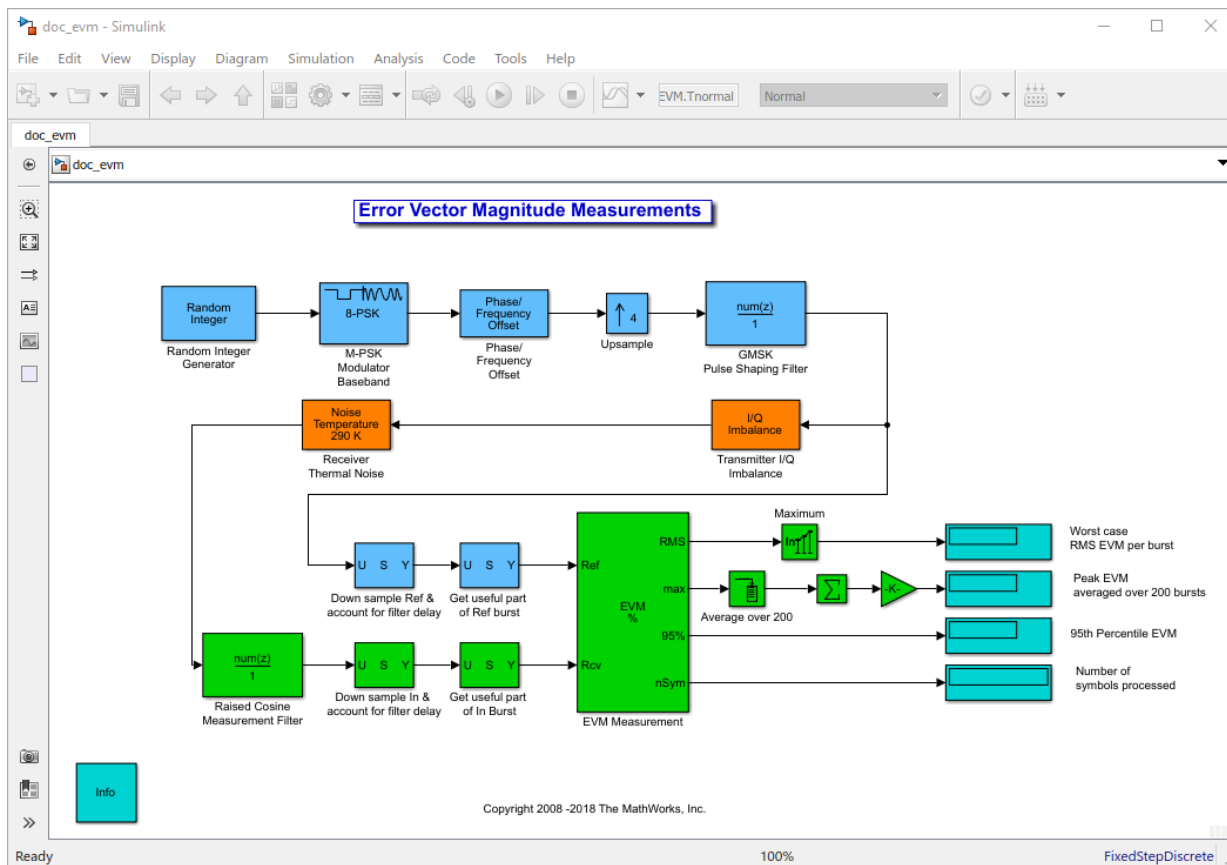 doc_evm - Simulink
File Edit View Display Diagram Simulation Analysis Code Tools Help
EVM.Tnormal Normal
doc_evm
doc_evm
Error Vector Magnitude Measurements
Random
Integer
Random Integer
Generator
8-PSK
M-PSK
Modulator
Baseband
Phase/
Frequency
Offset
Phase/
Frequency
Offset
4
Upsample
num(z)
1
GMSK
Pulse Shaping Filter
Noise
Temperature
290 K
Receiver
Thermal Noise
I/Q
Imbalance
Transmitter I/Q
Imbalance
U S Y
Down sample Ref &
account for filter delay
U S Y
Get useful part
of Ref burst
num(z)
1
Raised Cosine
Measurement Filter
U S Y
Down sample In &
account for filter delay
U S Y
Get useful part
of In Burst
Ref
Rcv
EVM
%
RMS
max
95%
nSym
EVM Measurement
Maximum
In
Average over 200
Σ
-K-
Worst case
RMS EVM per burst
Peak EVM
averaged over 200 bursts
95th Percentile EVM
Number of
symbols processed
Info
Copyright 2008 -2018 The MathWorks, Inc.
Ready 100% FixedStepDiscrete